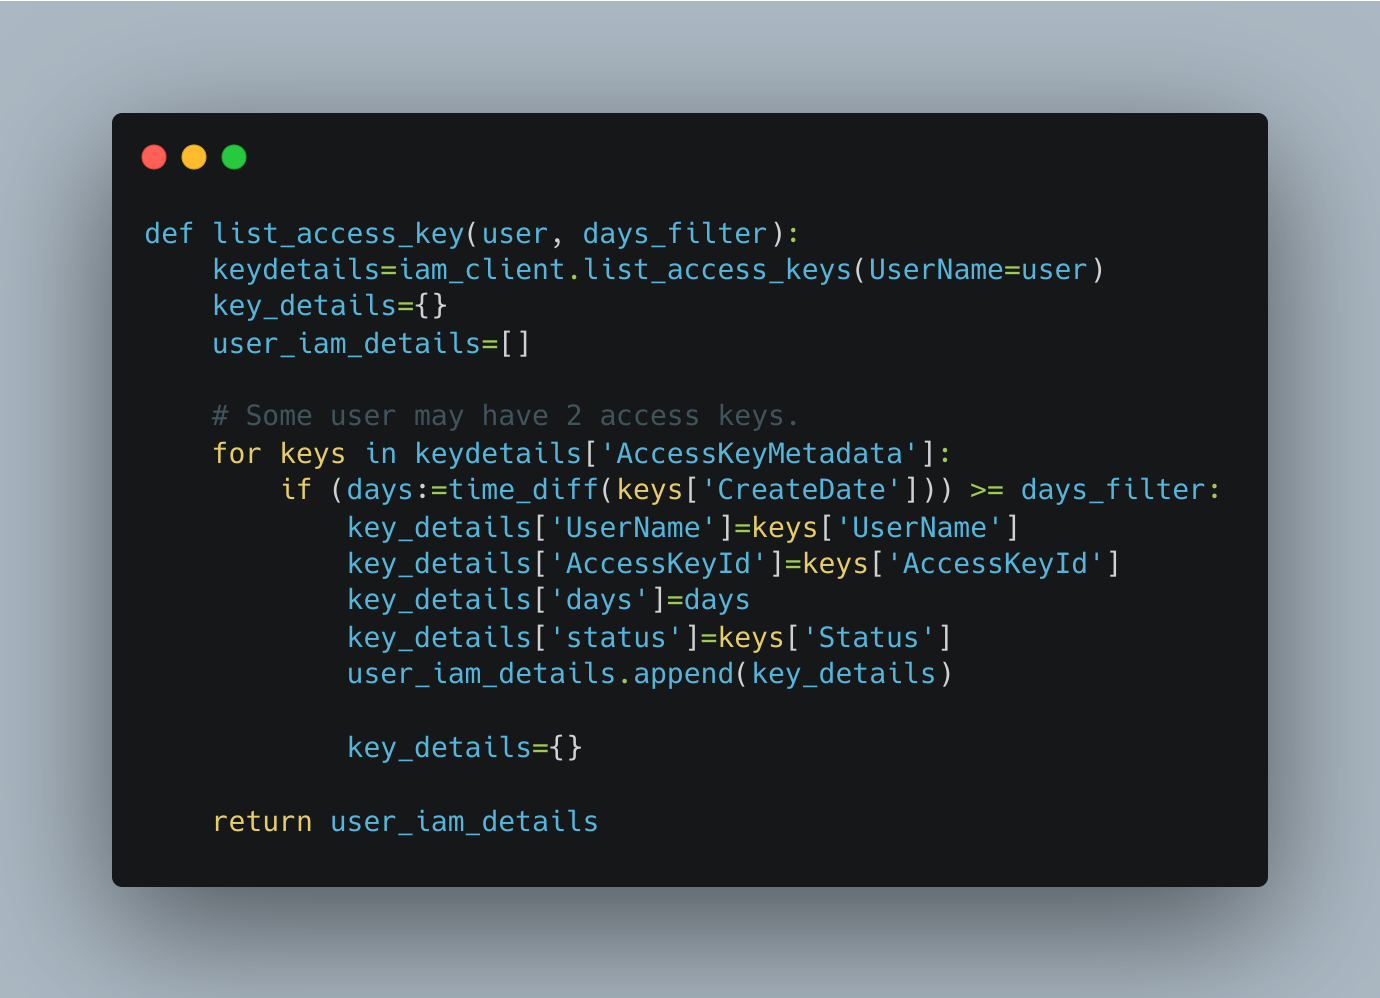 def list_access_key(user, days_filter):
    keydetails=iam_client.list_access_keys(UserName=user)
    key_details={}
    user_iam_details=[]
    # Some user may have 2 access keys.
    for keys in keydetails['AccessKeyMetadata']:
        if (days:=time_diff(keys['CreateDate'])) >= days_filter:
            key_details['UserName']=keys['UserName']
            key_details['AccessKeyId']=keys['AccessKeyId']
            key_details['days']=days
            key_details['status']=keys['Status']
            user_iam_details.append(key_details)
            key_details={}
    return user_iam_details